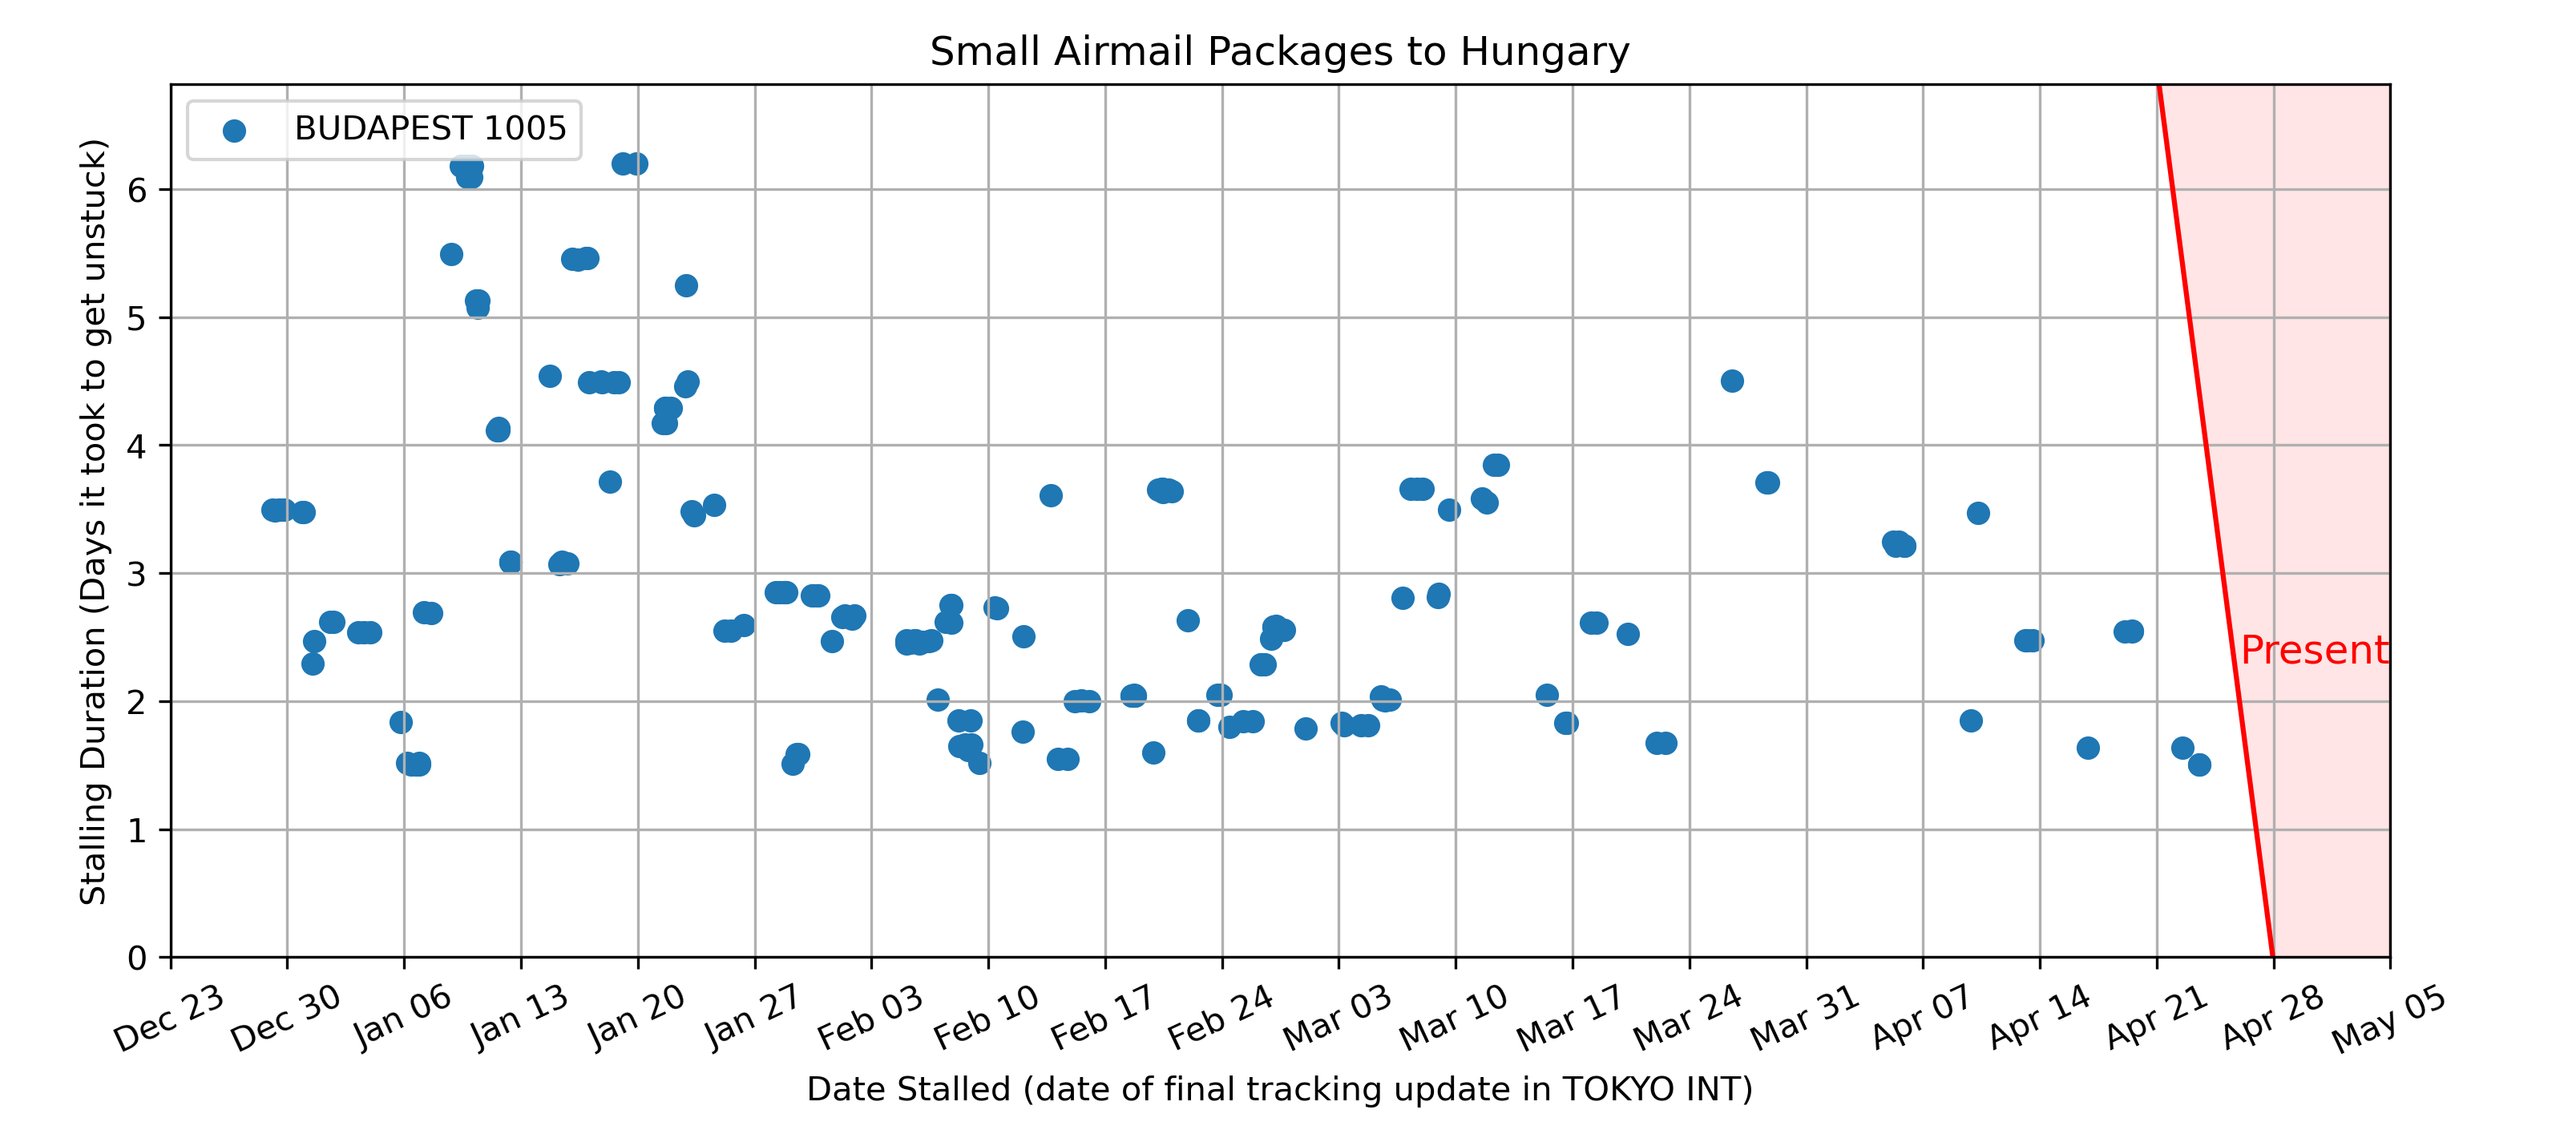 Small Airmail Packages to Hungary
BUDAPEST 1005
Stalling Duration (Days it took to get unstuck)
6
5
4
3
2
1
0
Present
Dec 23
Dec 30
Jan 06
Jan 13
Jan 20
Jan 27
Feb 03
Feb 10
Feb 17
Feb 24
Mar 03
Mar 10
Mar 17
Mar 24
Mar 31
Apr 07
Apr 14
Apr 21
Apr 28
May 05
Date Stalled (date of final tracking update in TOKYO INT)